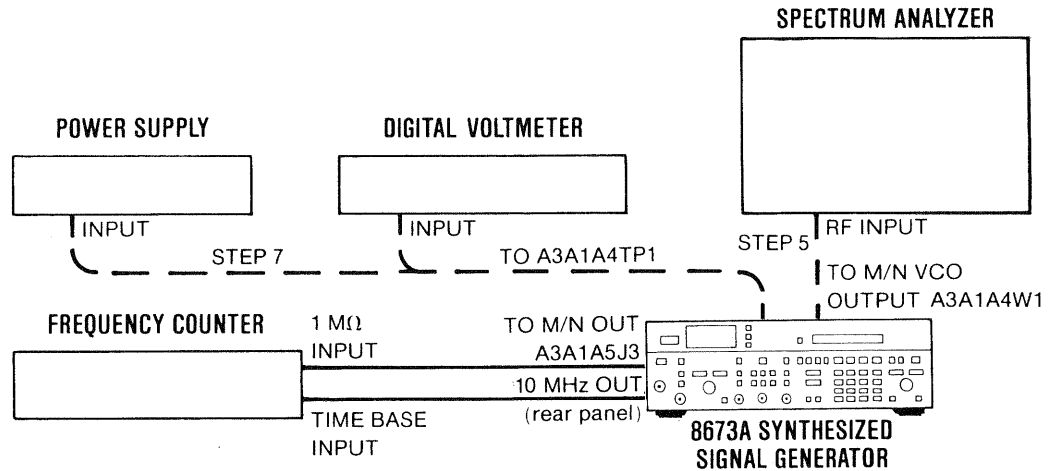 SPECTRUM ANALYZER
POWER SUPPLY
DIGITAL VOLTMETER
INPUT
INPUT
RF INPUT
STEP 7
TO A3A1A4TP1
STEP 5
TO M/N VCO
OUTPUT A3A1A4W1
FREQUENCY COUNTER
1 MΩ
INPUT
TO M/N OUT
A3A1A5J3
10 MHz OUT
(rear panel)
TIME BASE
INPUT
8673A SYNTHESIZED
SIGNAL GENERATOR